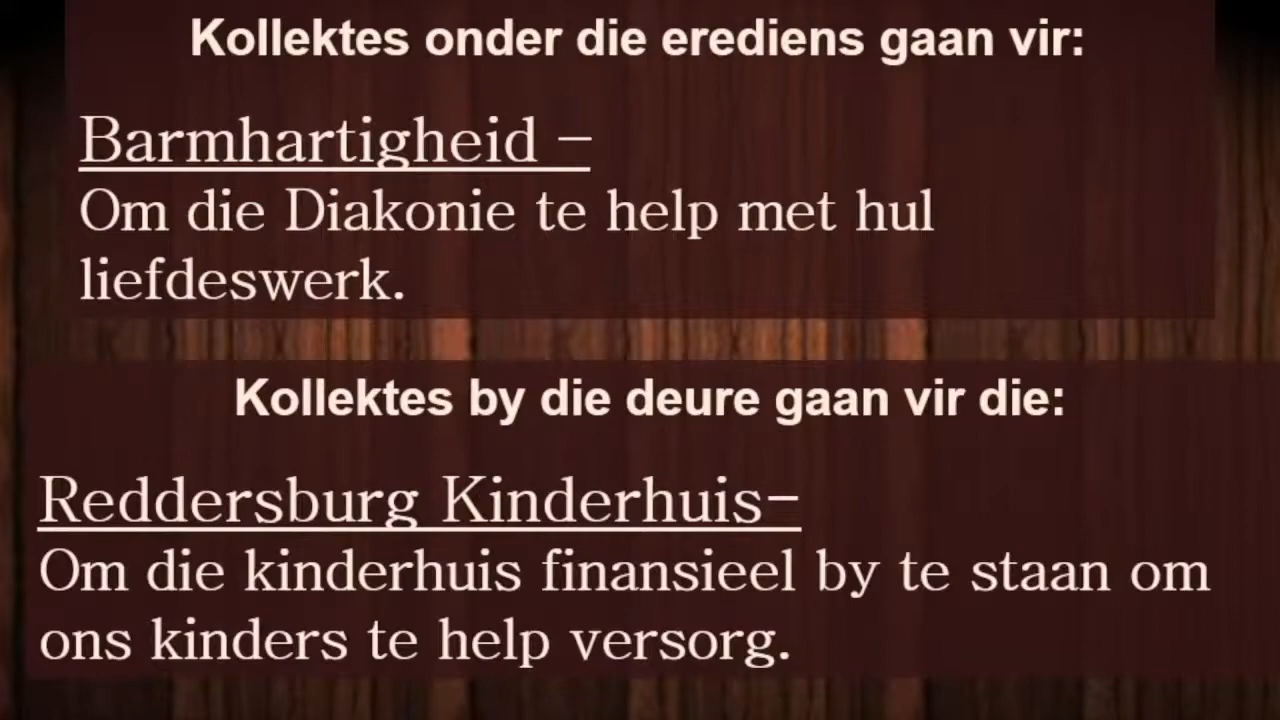 Kollektes onder die erediens gaan vir:
Barmhartigheid –
Om die Diakonie te help met hul
liefdeswerk.
Kollektes by die deure gaan vir die:
Reddersburg Kinderhuis–
Om die kinderhuis finansieel by te staan om
ons kinders te help versorg.